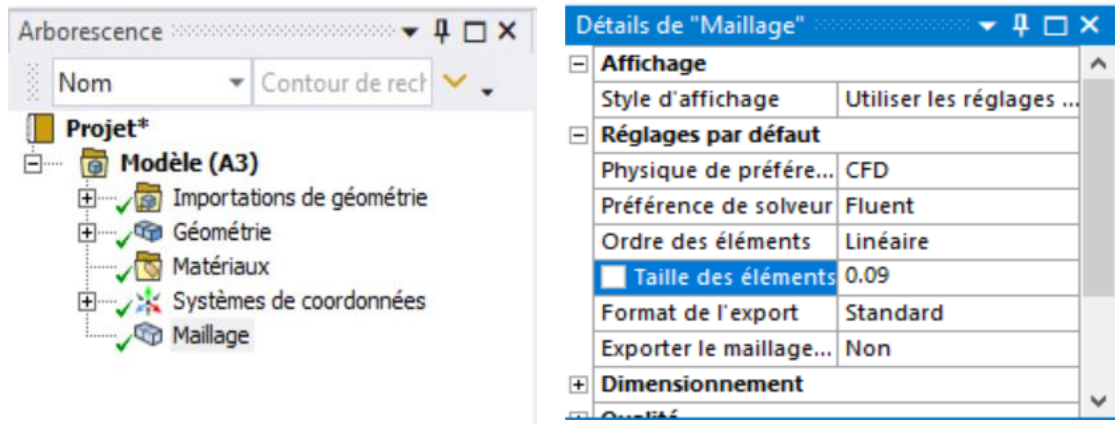 Arborescence
Nom
Contour de rech
Projet*
Modèle (A3)
Importations de géométrie
Géométrie
Matériaux
Systèmes de coordonnées
Maillage
Détails de "Maillage"
Affichage
Style d'affichage Utiliser les réglages ...
Réglages par défaut
Physique de préfére... CFD
Préférence de solveur Fluent
Ordre des éléments Linéaire
Taille des éléments 0.09
Format de l'export Standard
Exporter le maillage... Non
Dimensionnement
Qualité